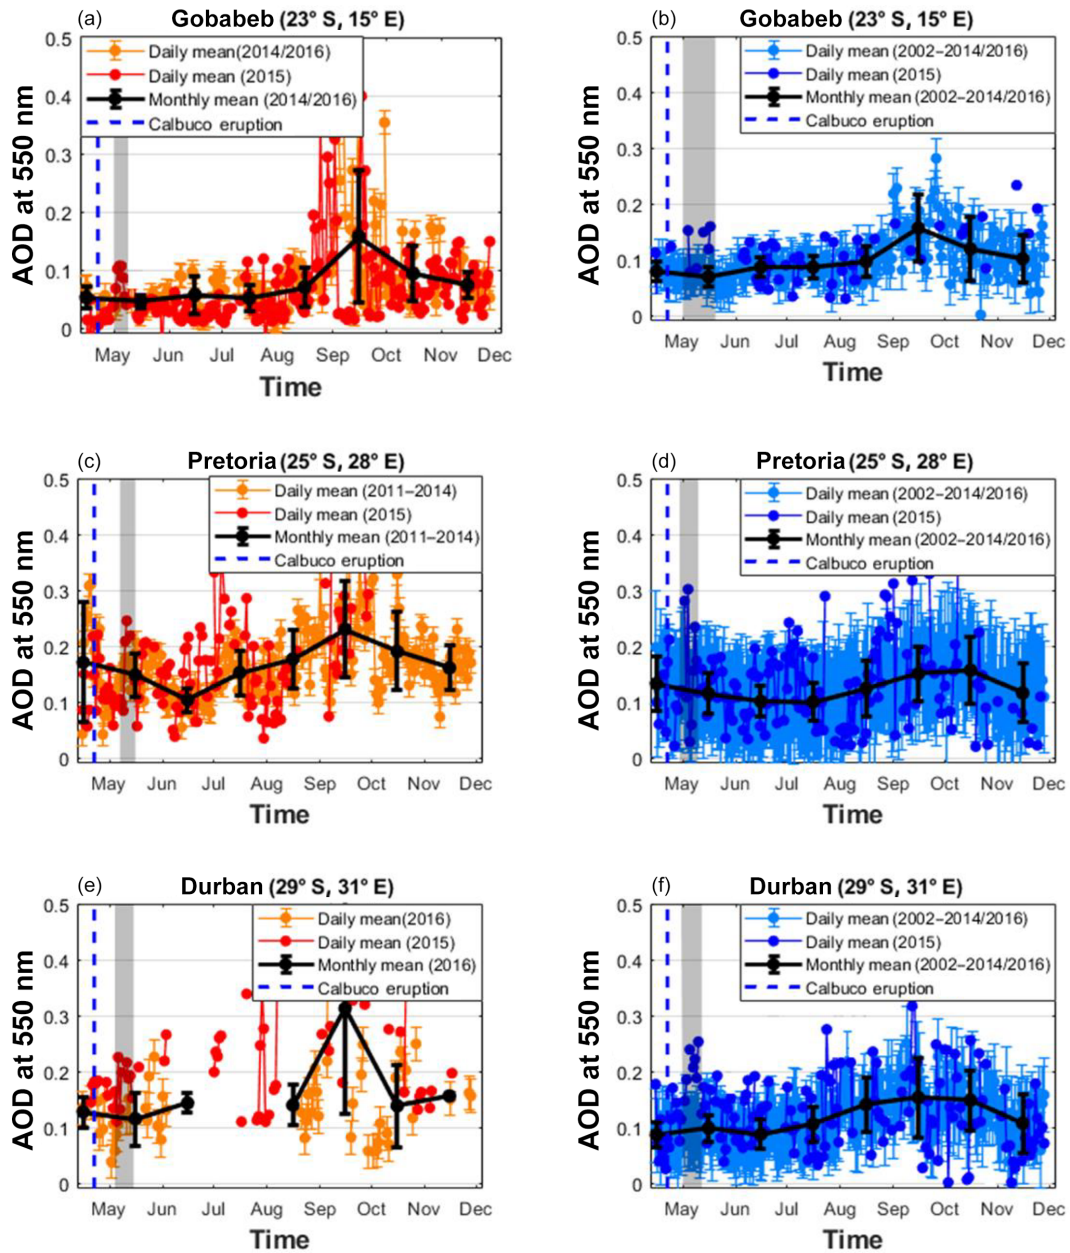 (a) Gobabeb (23° S, 15° E)
Daily mean(2014/2016)
Daily mean (2015)
Monthly mean (2014/2016)
Calbuco eruption
AOD at 550 nm
0.5
0.4
0.3
0.2
0.1
0
May Jun Jul Aug Sep Oct Nov Dec
Time
(b) Gobabeb (23° S, 15° E)
Daily mean (2002–2014/2016)
Daily mean (2015)
Monthly mean (2002–2014/2016)
Calbuco eruption
AOD at 550 nm
0.5
0.4
0.3
0.2
0.1
0
May Jun Jul Aug Sep Oct Nov Dec
Time
(c) Pretoria (25° S, 28° E)
Daily mean (2011–2014)
Daily mean (2015)
Monthly mean (2011–2014)
Calbuco eruption
AOD at 550 nm
0.5
0.4
0.3
0.2
0.1
0
May Jun Jul Aug Sep Oct Nov Dec
Time
(d) Pretoria (25° S, 28° E)
Daily mean (2002–2014/2016)
Daily mean (2015)
Monthly mean (2002–2014/2016)
Calbuco eruption
AOD at 550 nm
0.5
0.4
0.3
0.2
0.1
0
May Jun Jul Aug Sep Oct Nov Dec
Time
(e) Durban (29° S, 31° E)
Daily mean(2016)
Daily mean (2015)
Monthly mean (2016)
Calbuco eruption
AOD at 550 nm
0.5
0.4
0.3
0.2
0.1
0
May Jun Jul Aug Sep Oct Nov Dec
Time
(f) Durban (29° S, 31° E)
Daily mean (2002–2014/2016)
Daily mean (2015)
Monthly mean (2002–2014/2016)
Calbuco eruption
AOD at 550 nm
0.5
0.4
0.3
0.2
0.1
0
May Jun Jul Aug Sep Oct Nov Dec
Time